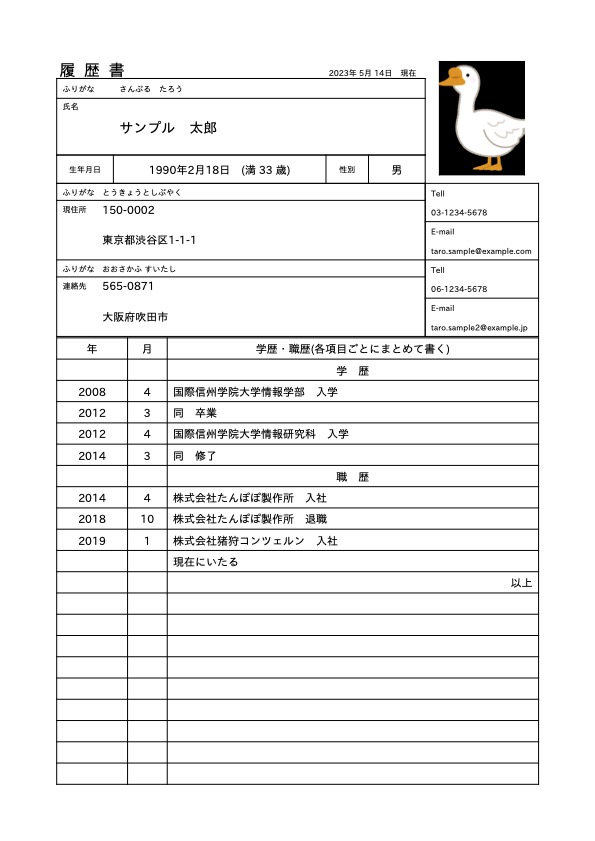 履 歴 書
2023年 5月 14日　現在
ふりがな　さんぷる　たろう
氏名
サンプル　太郎
生年月日　1990年2月18日　(満 33 歳)　性別　男
ふりがな　とうきょうとしぶやく
現住所　150-0002
東京都渋谷区1-1-1
Tell
03-1234-5678
E-mail
taro.sample@example.com
ふりがな　おおさかふ すいたし
連絡先　565-0871
大阪府吹田市
Tell
06-1234-5678
E-mail
taro.sample2@example.jp
年　月　学歴・職歴(各項目ごとにまとめて書く)
学　歴
2008　4　国際信州学院大学情報学部　入学
2012　3　同　卒業
2012　4　国際信州学院大学情報研究科　入学
2014　3　同　修了
職　歴
2014　4　株式会社たんぽぽ製作所　入社
2018　10　株式会社たんぽぽ製作所　退職
2019　1　株式会社猪狩コンツェルン　入社
現在にいたる
以上